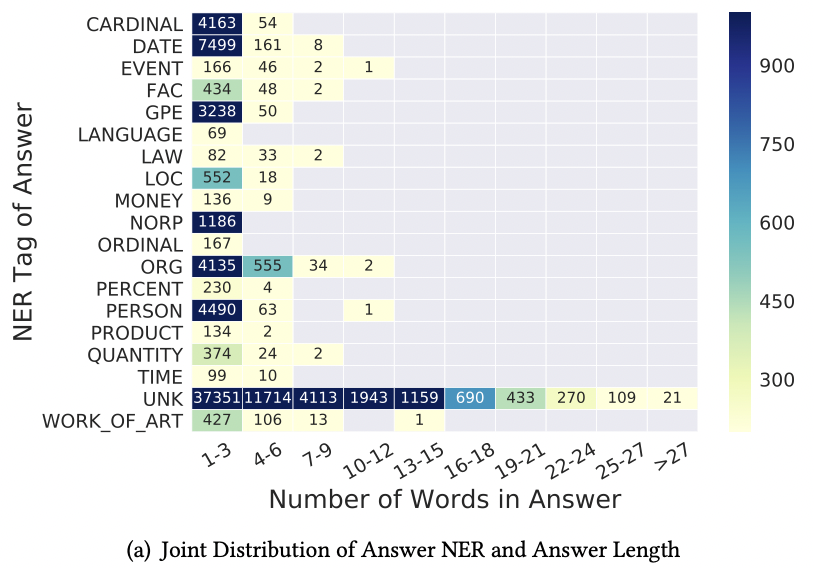 CARDINAL 4163 54
DATE 7499 161 8
900
EVENT 166 46 2 1
FAC 434 48 2
GPE 3238 50
LANGUAGE 69
750
LAW 82 33 2
LOC 552 18
MONEY 136 9
NORP 1186
600
ORDINAL 167
ORG 4135 555 34 2
PERCENT 230 4
450
PERSON 4490 63 1
PRODUCT 134 2
QUANTITY 374 24 2
TIME 99 10
300
UNK 37351 11714 4113 1943 1159 690 433 270 109 21
WORK_OF_ART 427 106 13 1
NER Tag of Answer
1-3 4-6 7-9 10-12 13-15 16-18 19-21 22-24 25-27 >27
Number of Words in Answer
(a) Joint Distribution of Answer NER and Answer Length